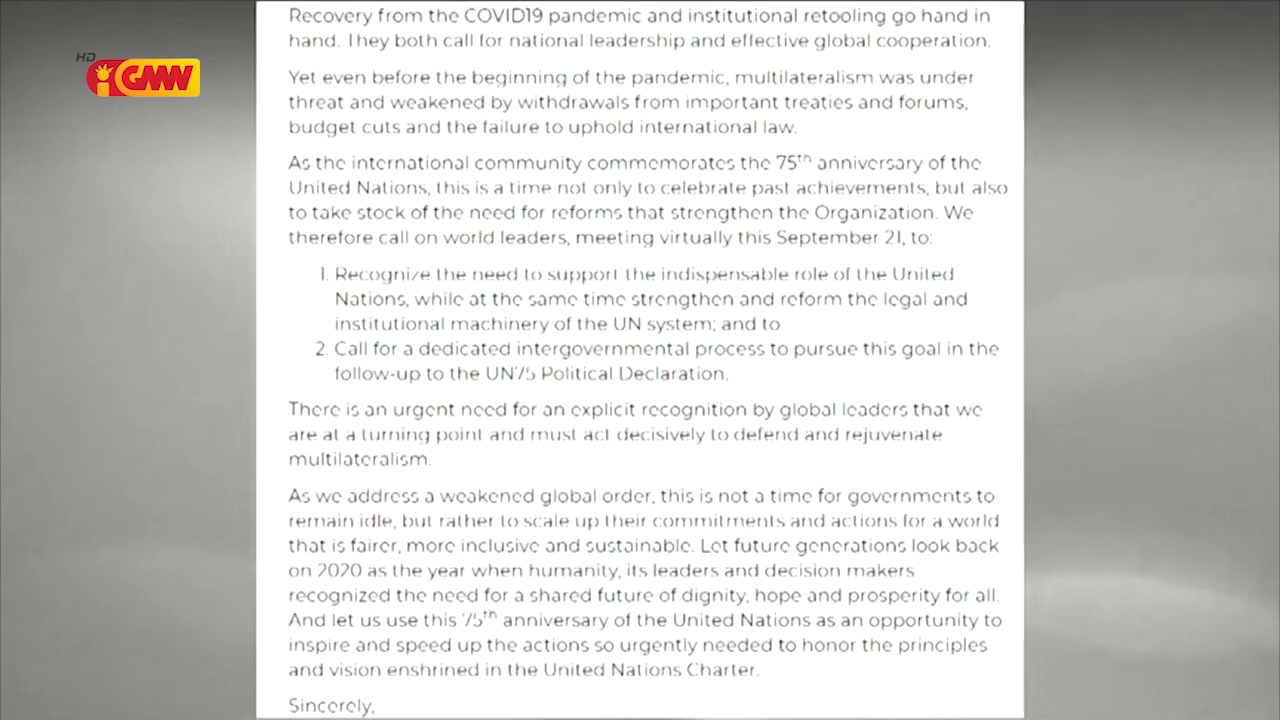 HD
iGMW
Recovery from the COVID19 pandemic and institutional retooling go hand in
hand. They both call for national leadership and effective global cooperation.
Yet even before the beginning of the pandemic, multilateralism was under
threat and weakened by withdrawals from important treaties and forums,
budget cuts and the failure to uphold international law.
As the international community commemorates the 75th anniversary of the
United Nations, this is a time not only to celebrate past achievements, but also
to take stock of the need for reforms that strengthen the Organization. We
therefore call on world leaders, meeting virtually this September 21, to:
1. Recognize the need to support the indispensable role of the United
Nations, while at the same time strengthen and reform the legal and
institutional machinery of the UN system; and to
2. Call for a dedicated intergovernmental process to pursue this goal in the
follow-up to the UN75 Political Declaration.
There is an urgent need for an explicit recognition by global leaders that we
are at a turning point and must act decisively to defend and rejuvenate
multilateralism.
As we address a weakened global order, this is not a time for governments to
remain idle, but rather to scale up their commitments and actions for a world
that is fairer, more inclusive and sustainable. Let future generations look back
on 2020 as the year when humanity, its leaders and decision makers
recognized the need for a shared future of dignity, hope and prosperity for all.
And let us use this 75th anniversary of the United Nations as an opportunity to
inspire and speed up the actions so urgently needed to honor the principles
and vision enshrined in the United Nations Charter.
Sincerely,